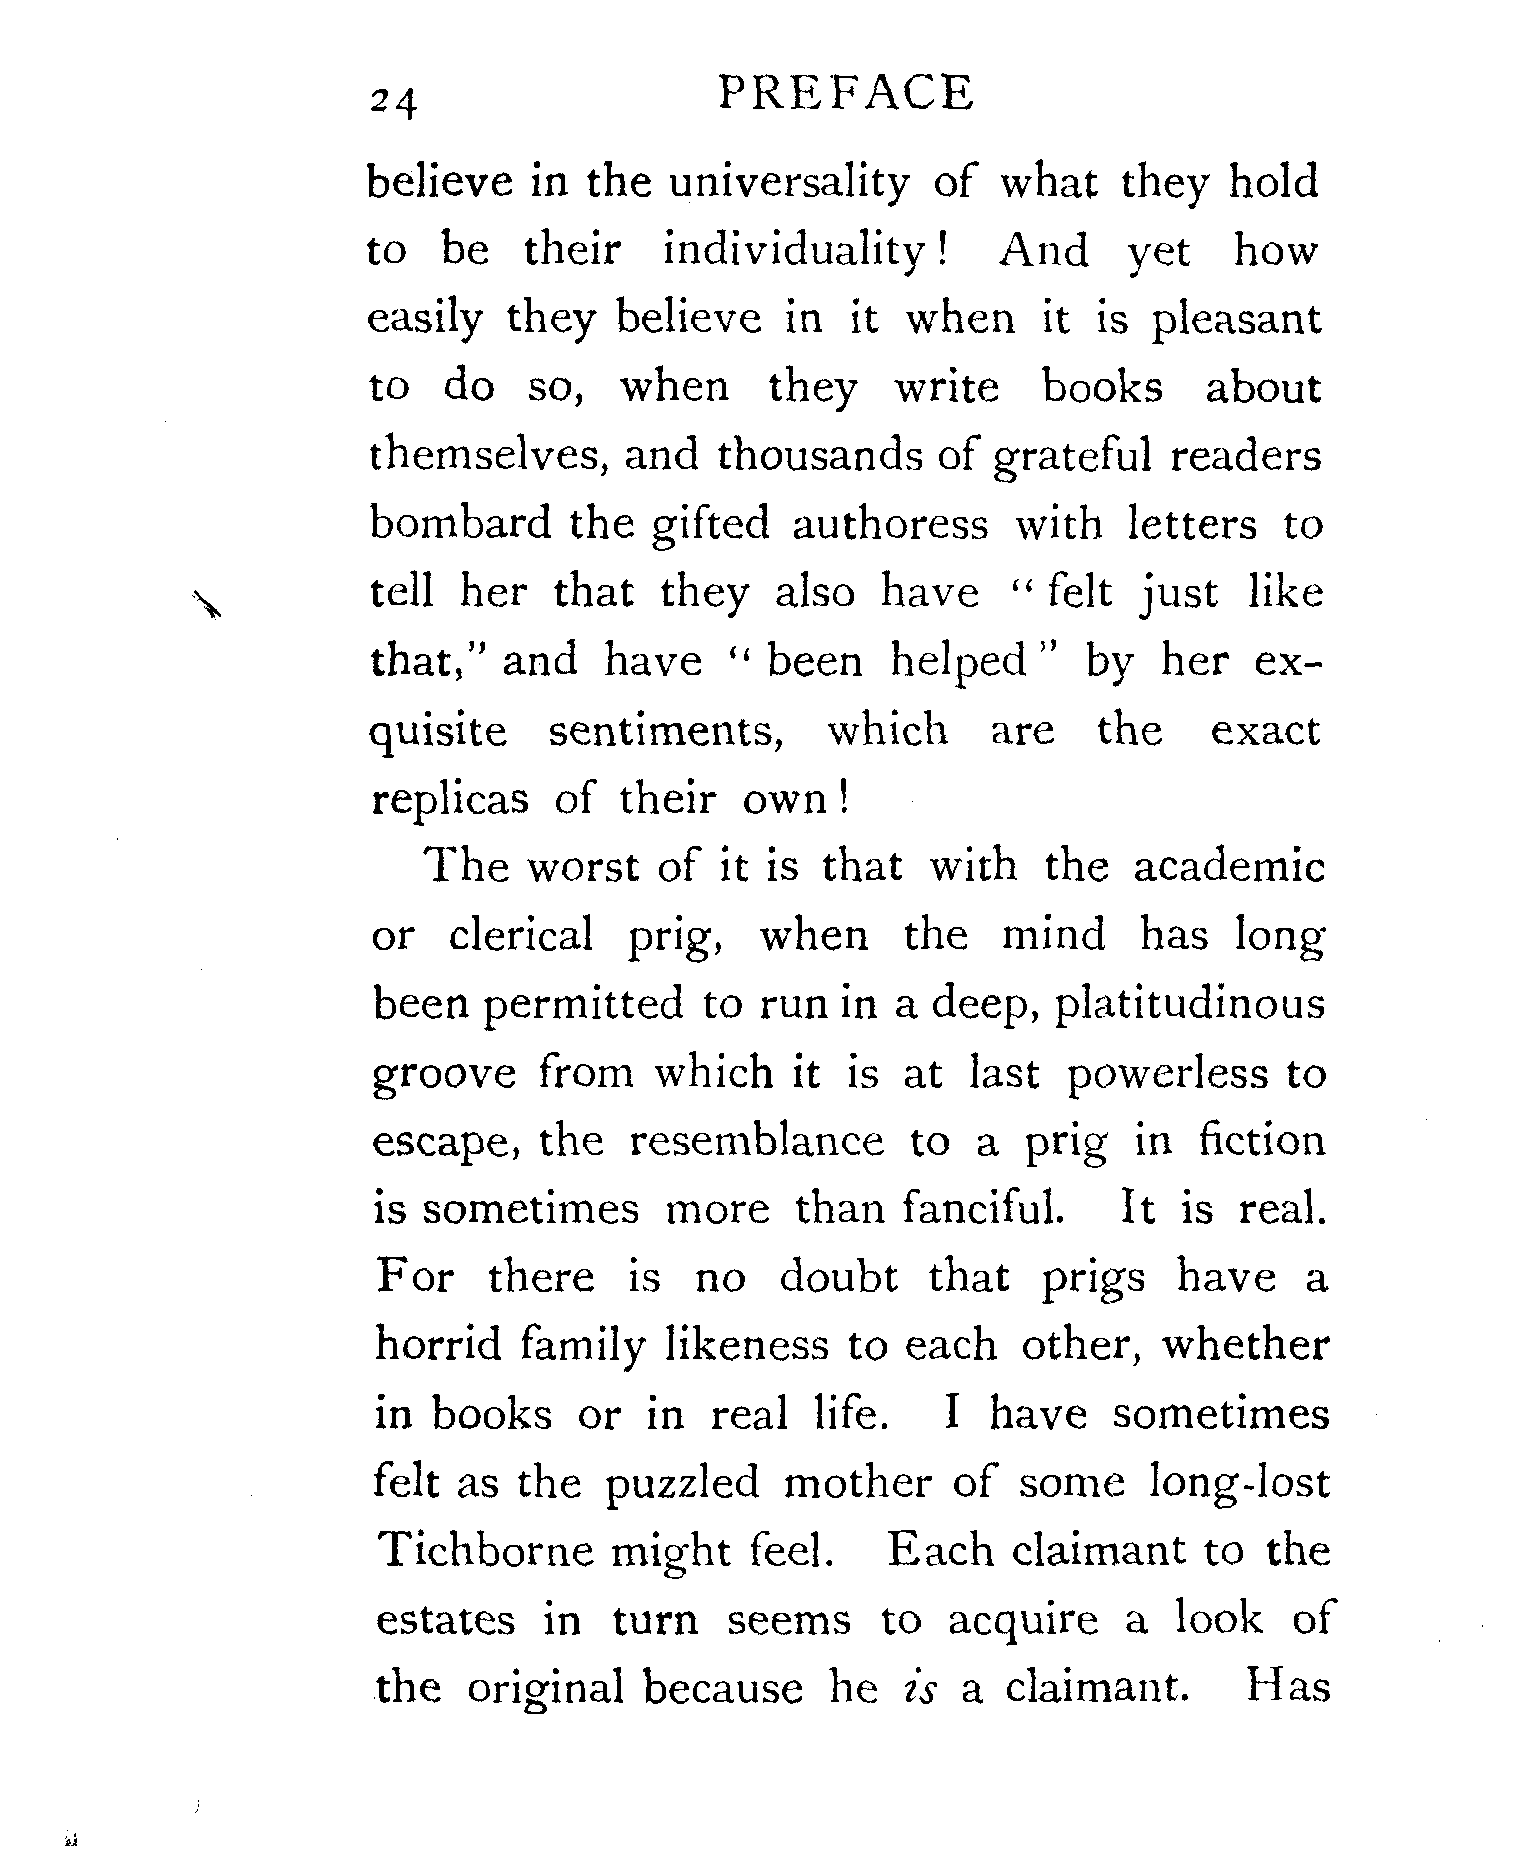 24 PREFACE
believe in the universality of what they hold
to be their individuality! And yet how
easily they believe in it when it is pleasant
to do so, when they write books about
themselves, and thousands of grateful readers
bombard the gifted authoress with letters to
tell her that they also have “ felt just like
that,” and have “ been helped ” by her ex-
quisite sentiments, which are the exact
replicas of their own!
The worst of it is that with the academic
or clerical prig, when the mind has long
been permitted to run in a deep, platitudinous
groove from which it is at last powerless to
escape, the resemblance to a prig in fiction
is sometimes more than fanciful. It is real.
For there is no doubt that prigs have a
horrid family likeness to each other, whether
in books or in real life. I have sometimes
felt as the puzzled mother of some long-lost
Tichborne might feel. Each claimant to the
estates in turn seems to acquire a look of
the original because he is a claimant. Has